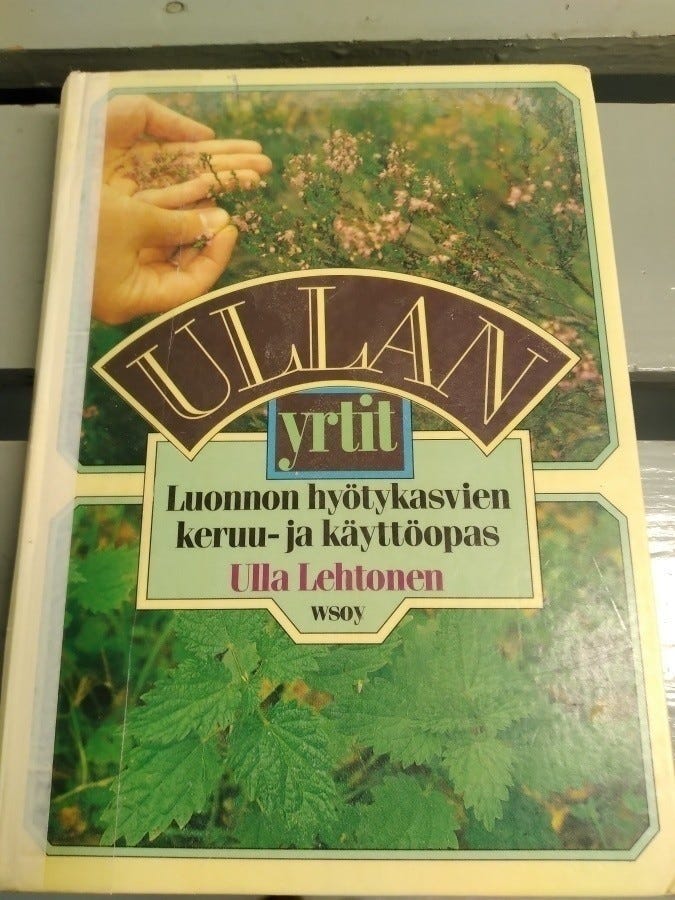 ULLAN
yrtit
Luonnon hyötykasvien
keruu- ja käyttöopas
Ulla Lehtonen
wsoy